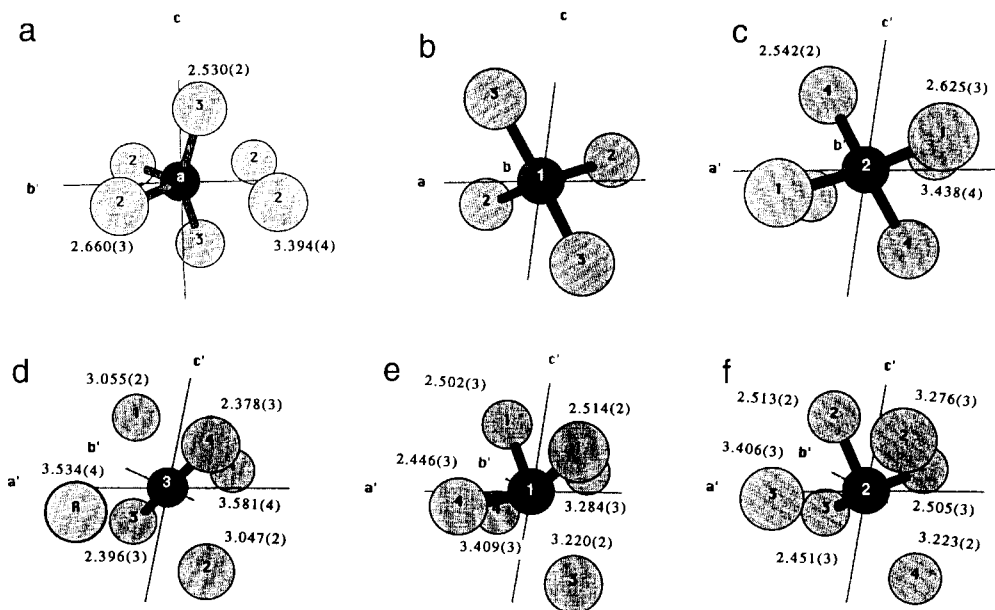 a
c
2.530(2)
3
2
a
2
b
2
2
3
2.660(3)
3.394(4)
b
c
3
b
1
2
a
2
3
c
c'
2.542(2)
2.625(3)
4
1
b'
a'
2
1
3.438(4)
4
d
c'
3.055(2)
2.378(3)
1
4
b'
3.534(4)
a'
3
3.581(4)
3
2.396(3)
3.047(2)
2
e
c'
2.502(3)
2.514(2)
1
2.446(3)
b'
a'
1
4
3.284(3)
3.409(3)
3.220(2)
3
f
c'
2.513(2)
3.276(3)
2
2
3.406(3)
b'
a'
2
3
3
2.505(3)
2.451(3)
3.223(2)
4